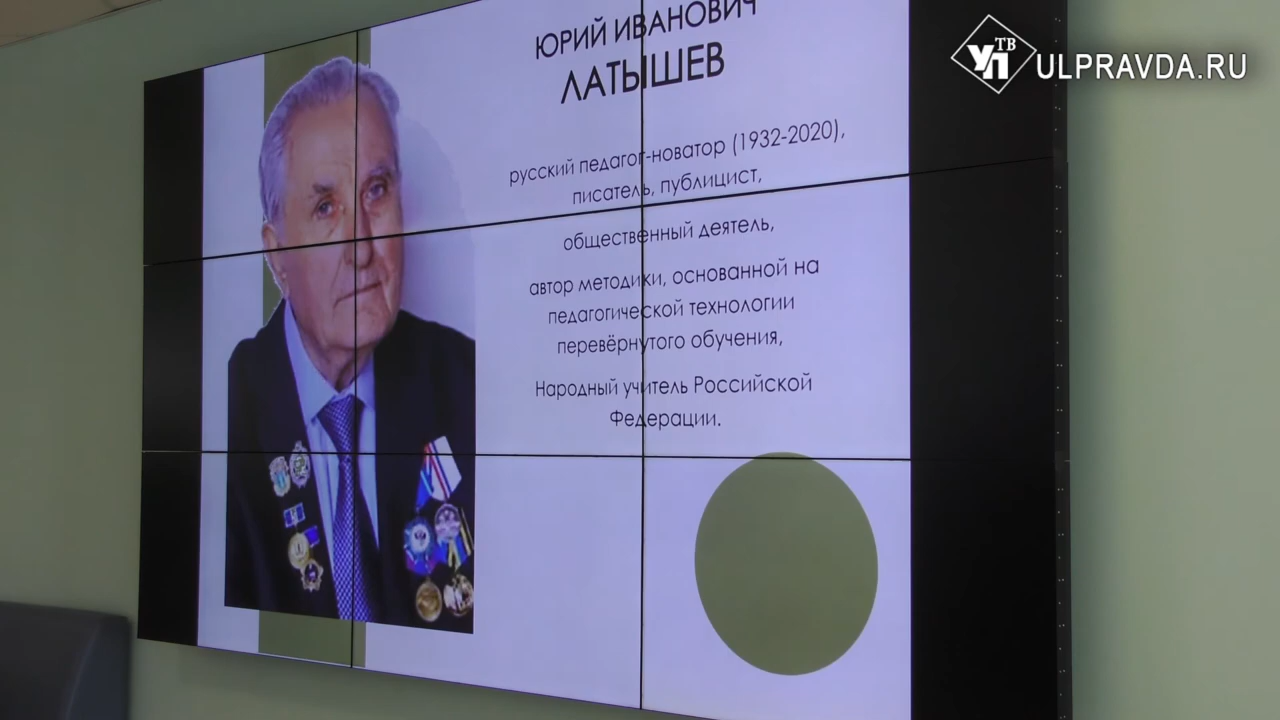 ЮРИЙ ИВАНОВИЧ
ЛАТЫШЕВ
русский педагог-новатор (1932-2020),
писатель, публицист,
общественный деятель,
автор методики, основанной на
педагогической технологии
перевёрнутого обучения,
Народный учитель Российской
Федерации.
УП ТВ ULPRAVDA.RU